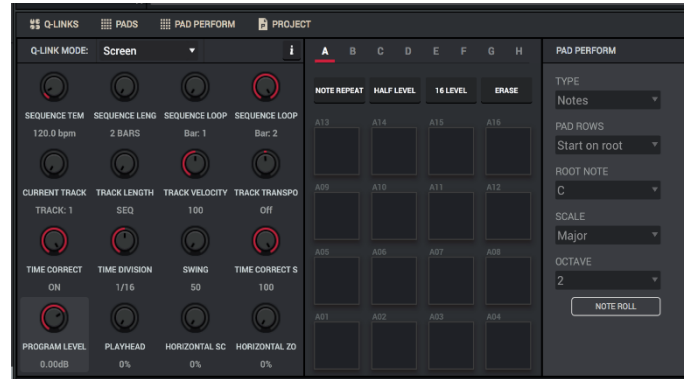 Q-LINKS PADS PAD PERFORM PROJECT
Q-LINK MODE: Screen i A B C D E F G H PAD PERFORM
NOTE REPEAT HALF LEVEL 16 LEVEL ERASE
SEQUENCE TEM SEQUENCE LENG SEQUENCE LOOP SEQUENCE LOOP
120.0 bpm 2 BARS Bar: 1 Bar: 2
CURRENT TRACK TRACK LENGTH TRACK VELOCITY TRACK TRANSPO
TRACK: 1 SEQ 100 Off
TIME CORRECT TIME DIVISION SWING TIME CORRECT S
ON 1/16 50 100
PROGRAM LEVEL PLAYHEAD HORIZONTAL SC HORIZONTAL ZO
0.00dB 0% 0% 0%
A13 A14 A15 A16
A09 A10 A11 A12
A05 A06 A07 A08
A01 A02 A03 A04
TYPE
Notes
PAD ROWS
Start on root
ROOT NOTE
C
SCALE
Major
OCTAVE
2
NOTE ROLL